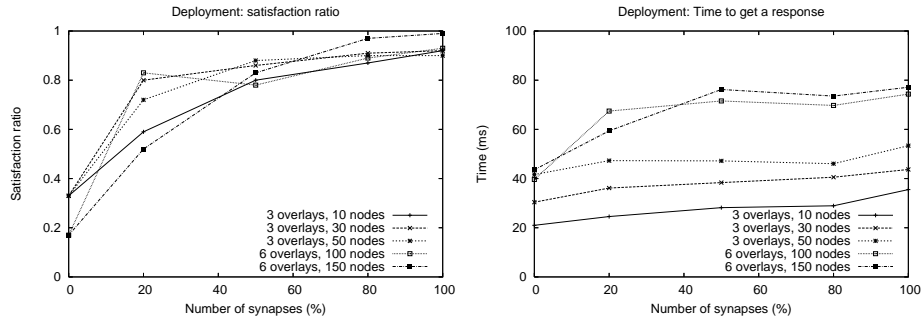 Deployment: satisfaction ratio
1
0.8
0.6
0.4
0.2
0
Satisfaction ratio
3 overlays, 10 nodes
3 overlays, 30 nodes
3 overlays, 50 nodes
6 overlays, 100 nodes
6 overlays, 150 nodes
0 20 40 60 80 100
Number of synapses (%)
Deployment: Time to get a response
100
80
60
40
20
0
Time (ms)
3 overlays, 10 nodes
3 overlays, 30 nodes
3 overlays, 50 nodes
6 overlays, 100 nodes
6 overlays, 150 nodes
0 20 40 60 80 100
Number of synapses (%)